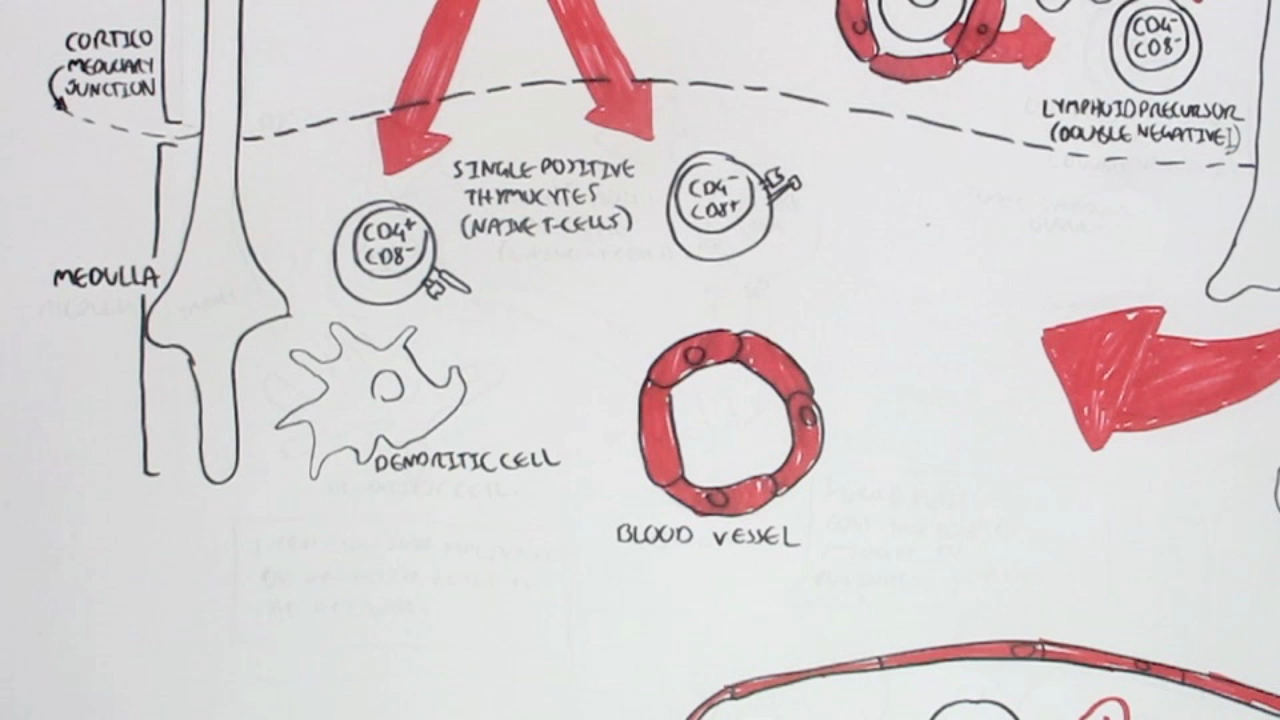 CORTICO
MEDULLARY
JUNCTION
CD4-
CD8-
LYMPHOID PRECURSOR
(DOUBLE NEGATIVE 1)
SINGLE POSITIVE
THYMOCYTES
(NAIVE T-CELLS)
CD4+
CD8-
CD4-
CD8+
MEDULLA
DENDRITIC CELL
BLOOD VESSEL